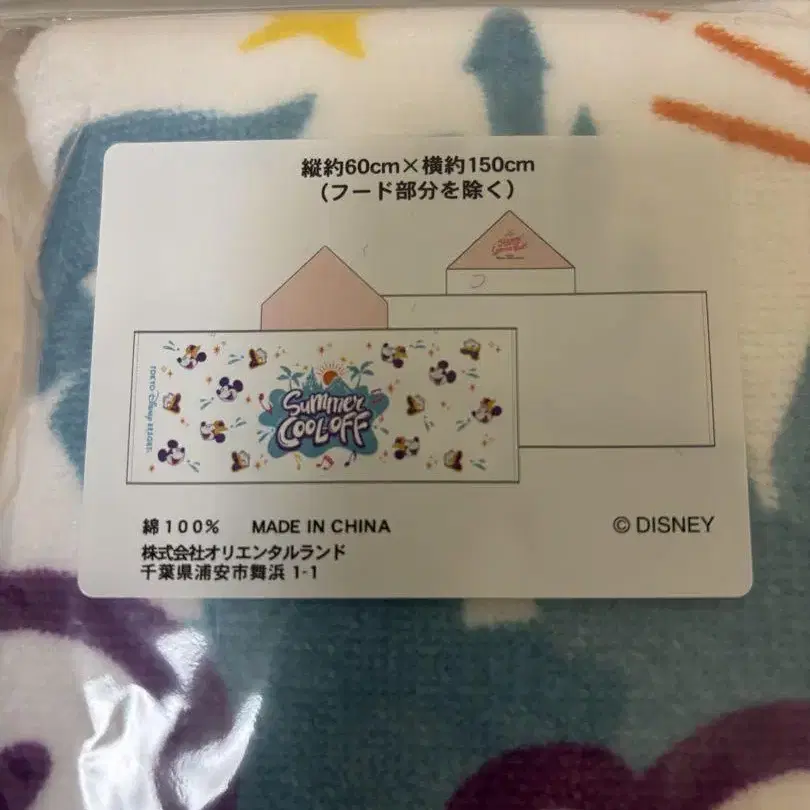 縦約60cm×横約150cm
（フード部分を除く）
TOKYO Disney RESORT
Summer
COOL-OFF
綿100% MADE IN CHINA
©DISNEY
株式会社オリエンタルランド
千葉県浦安市舞浜 1-1